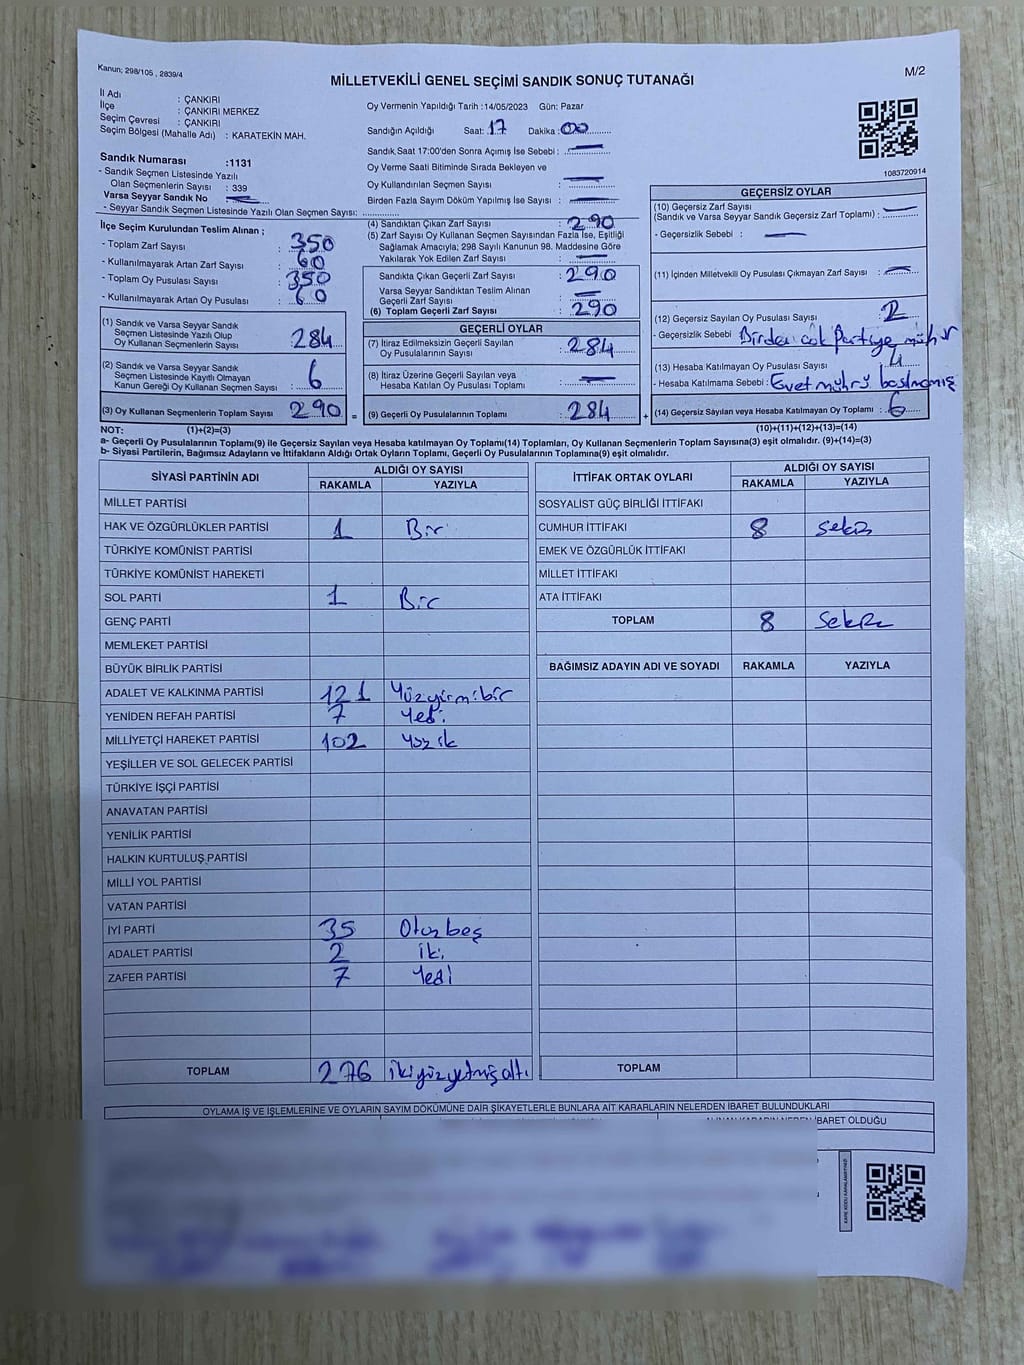 Kanun; 298/105 , 2839/4
M/2
MİLLETVEKİLİ GENEL SEÇİMİ SANDIK SONUÇ TUTANAĞI
İl Adı : ÇANKIRI
İlçe : ÇANKIRI MERKEZ
Seçim Çevresi : ÇANKIRI
Seçim Bölgesi (Mahalle Adı) : KARATEKİN MAH.
Sandık Numarası :1131
- Sandık Seçmen Listesinde Yazılı
Olan Seçmenlerin Sayısı : 339
Varsa Seyyar Sandık No
- Seyyar Sandık Seçmen Listesinde Yazılı Olan Seçmen Sayısı: ..............
Oy Vermenin Yapıldığı Tarih :14/05/2023 Gün: Pazar
Sandığın Açıldığı Saat: 17 Dakika : 00
Sandık Saat 17:00'den Sonra Açımış İse Sebebi :
Oy Verme Saati Bitiminde Sırada Bekleyen ve
Oy Kullandırılan Seçmen Sayısı :
Birden Fazla Sayım Döküm Yapılmış İse Sayısı :
1083720914
İlçe Seçim Kurulundan Teslim Alınan ;
- Toplam Zarf Sayısı : 350
- Kullanılmayarak Artan Zarf Sayısı : 60
- Toplam Oy Pusulası Sayısı : 350
- Kullanılmayarak Artan Oy Pusulası : 60
(4) Sandıktan Çıkan Zarf Sayısı : 290
(5) Zarf Sayısı Oy Kullanan Seçmen Sayısından Fazla İse, Eşitliği
Sağlamak Amacıyla; 298 Sayılı Kanunun 98. Maddesine Göre
Yakılarak Yok Edilen Zarf Sayısı :
Sandıkta Çıkan Geçerli Zarf Sayısı : 290
Varsa Seyyar Sandıktan Teslim Alınan
Geçerli Zarf Sayısı :
(6) Toplam Geçerli Zarf Sayısı : 290
GEÇERSİZ OYLAR
(10) Geçersiz Zarf Sayısı
(Sandık ve Varsa Seyyar Sandık Geçersiz Zarf Toplamı) :
- Geçersizlik Sebebi :
(11) İçinden Milletvekili Oy Pusulası Çıkmayan Zarf Sayısı :
(12) Geçersiz Sayılan Oy Pusulası Sayısı : 2
- Geçersizlik Sebebi : Birden çok Partiye mühür
(13) Hesaba Katılmayan Oy Pusulası Sayısı : 4
- Hesaba Katılmama Sebebi : Evet mührü basılmamış
(14) Geçersiz Sayılan veya Hesaba Katılmayan Oy Toplamı : 6
(10)+(11)+(12)+(13)=(14)
(1) Sandık ve Varsa Seyyar Sandık
Seçmen Listesinde Yazılı Olup
Oy Kullanan Seçmenlerin Sayısı : 284
(2) Sandık ve Varsa Seyyar Sandık
Seçmen Listesinde Kayıtlı Olmayan
Kanun Gereği Oy Kullanan Seçmen Sayısı : 6
(3) Oy Kullanan Seçmenlerin Toplam Sayısı : 290 =
GEÇERLİ OYLAR
(7) İtiraz Edilmeksizin Geçerli Sayılan
Oy Pusulalarının Sayısı : 284
(8) İtiraz Üzerine Geçerli Sayılan veya
Hesaba Katılan Oy Pusulası Toplamı :
(9) Geçerli Oy Pusulalarının Toplamı : 284 +
NOT: (1)+(2)=(3)
a- Geçerli Oy Pusulalarının Toplamı(9) ile Geçersiz Sayılan veya Hesaba katılmayan Oy Toplamı(14) Toplamları, Oy Kullanan Seçmenlerin Toplam Sayısına(3) eşit olmalıdır. (9)+(14)=(3)
b- Siyasi Partilerin, Bağımsız Adayların ve İttifakların Aldığı Ortak Oyların Toplamı, Geçerli Oy Pusulalarının Toplamına(9) eşit olmalıdır.
SİYASİ PARTİNİN ADI ALDIĞI OY SAYISI
RAKAMLA YAZIYLA
MİLLET PARTİSİ
HAK VE ÖZGÜRLÜKLER PARTİSİ 1 Bir
TÜRKİYE KOMÜNİST PARTİSİ
TÜRKİYE KOMÜNİST HAREKETİ
SOL PARTİ 1 Bir
GENÇ PARTİ
MEMLEKET PARTİSİ
BÜYÜK BİRLİK PARTİSİ
ADALET VE KALKINMA PARTİSİ 121 Yüzyirmibir
YENİDEN REFAH PARTİSİ 7 Yedi
MİLLİYETÇİ HAREKET PARTİSİ 102 Yüz ik
YEŞİLLER VE SOL GELECEK PARTİSİ
TÜRKİYE İŞÇİ PARTİSİ
ANAVATAN PARTİSİ
YENİLİK PARTİSİ
HALKIN KURTULUŞ PARTİSİ
MİLLİ YOL PARTİSİ
VATAN PARTİSİ
İYİ PARTİ 35 Otuzbeş
ADALET PARTİSİ 2 iki
ZAFER PARTİSİ 7 Yedi
TOPLAM 276 ikiyüzyetmişaltı
İTTİFAK ORTAK OYLARI ALDIĞI OY SAYISI
RAKAMLA YAZIYLA
SOSYALİST GÜÇ BİRLİĞİ İTTİFAKI
CUMHUR İTTİFAKI 8 sekiz
EMEK VE ÖZGÜRLÜK İTTİFAKI
MİLLET İTTİFAKI
ATA İTTİFAKI
TOPLAM 8 sekiz
BAĞIMSIZ ADAYIN ADI VE SOYADI RAKAMLA YAZIYLA
TOPLAM
OYLAMA İŞ VE İŞLEMLERİNE VE OYLARIN SAYIM DÖKÜMÜNE DAİR ŞİKAYETLERLE BUNLARA AİT KARARLARIN NELERDEN İBARET BULUNDUKLARI
İBARET OLDUĞU